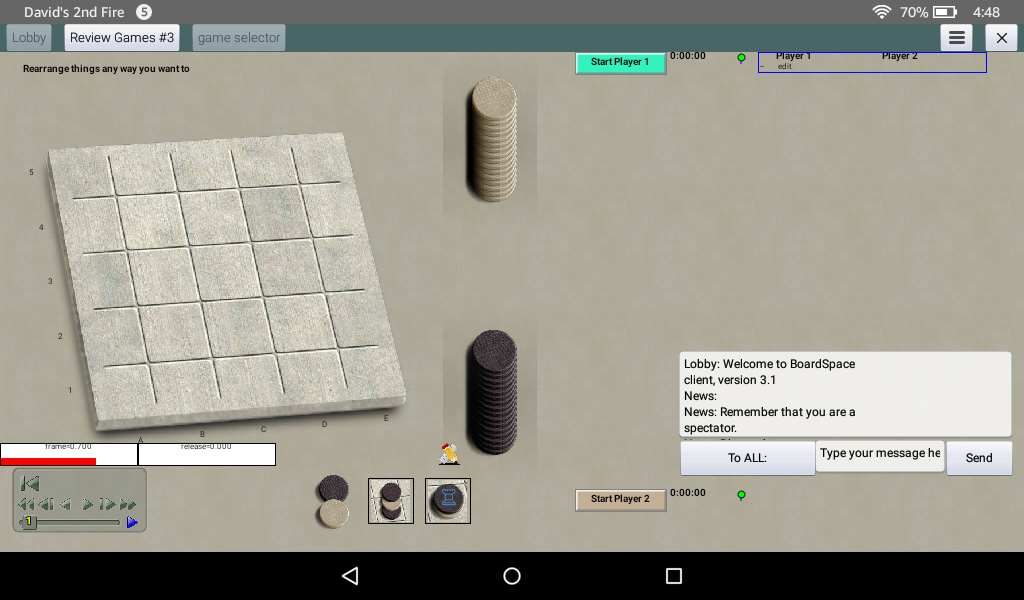 David's 2nd Fire 5
70% 4:48
Lobby
Review Games #3
game selector
Rearrange things any way you want to
Start Player 1
0:00:00
Player 1
Player 2
edit
5
4
3
2
1
A
B
C
D
E
frame=0.700
release=0.000
1
Lobby: Welcome to BoardSpace
client, version 3.1
News:
News: Remember that you are a
spectator.
To ALL:
Type your message he
Send
Start Player 2
0:00:00